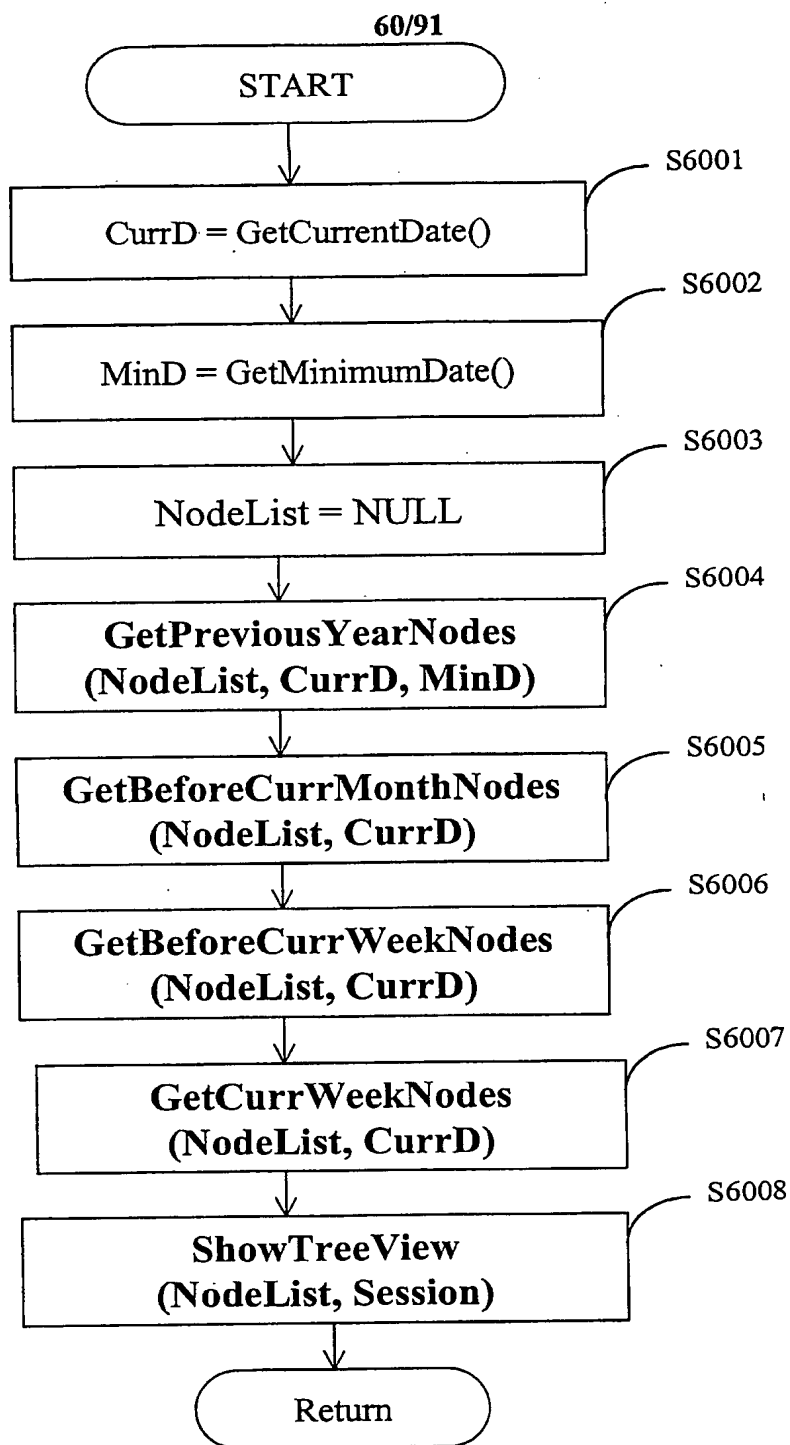 60/91
START
S6001
CurrD = GetCurrentDate()
S6002
MinD = GetMinimumDate()
S6003
NodeList = NULL
S6004
GetPreviousYearNodes
(NodeList, CurrD, MinD)
S6005
GetBeforeCurrMonthNodes
(NodeList, CurrD)
S6006
GetBeforeCurrWeekNodes
(NodeList, CurrD)
S6007
GetCurrWeekNodes
(NodeList, CurrD)
S6008
ShowTreeView
(NodeList, Session)
Return